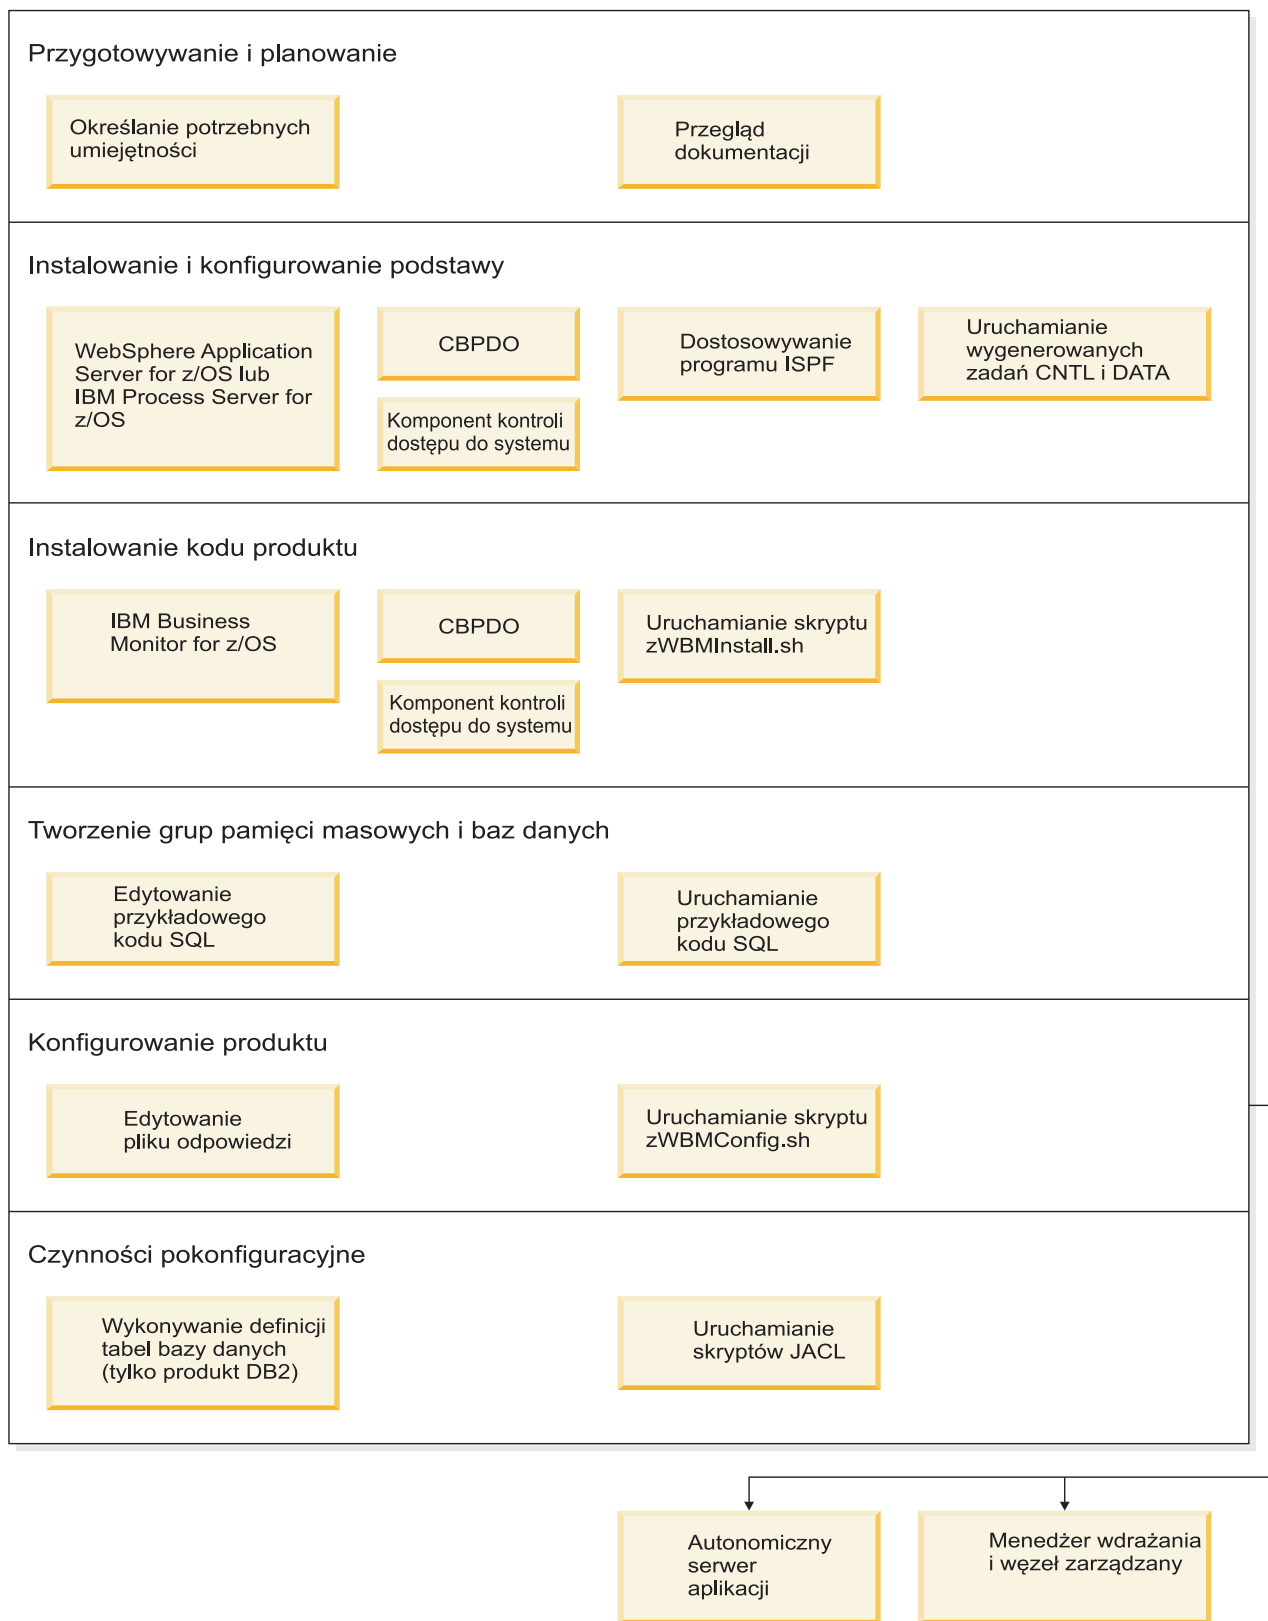 Przygotowywanie i planowanie
Określanie potrzebnych
umiejętności
Przegląd
dokumentacji
Instalowanie i konfigurowanie podstawy
WebSphere Application
Server for z/OS lub
IBM Process Server for
z/OS
CBPDO
Komponent kontroli
dostępu do systemu
Dostosowywanie
programu ISPF
Uruchamianie
wygenerowanych
zadań CNTL i DATA
Instalowanie kodu produktu
IBM Business
Monitor for z/OS
CBPDO
Komponent kontroli
dostępu do systemu
Uruchamianie skryptu
zWBMInstall.sh
Tworzenie grup pamięci masowych i baz danych
Edytowanie
przykładowego
kodu SQL
Uruchamianie
przykładowego
kodu SQL
Konfigurowanie produktu
Edytowanie
pliku odpowiedzi
Uruchamianie skryptu
zWBMConfig.sh
Czynności pokonfiguracyjne
Wykonywanie definicji
tabel bazy danych
(tylko produkt DB2)
Uruchamianie
skryptów JACL
Autonomiczny
serwer
aplikacji
Menedżer wdrażania
i węzeł zarządzany